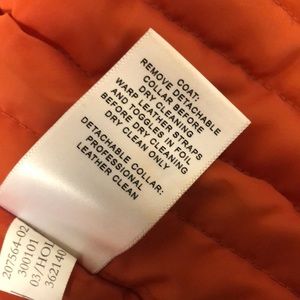 COAT:
REMOVE DETACHABLE
COLLAR BEFORE
DRY CLEANING
WARP LEATHER STRAPS
AND TOGGLES IN FOIL
BEFORE DRY CLEANING
DRY CLEAN ONLY
DETACHABLE COLLAR:
PROFESSIONAL
LEATHER CLEAN
207564-02
300101
03/HOL
362140